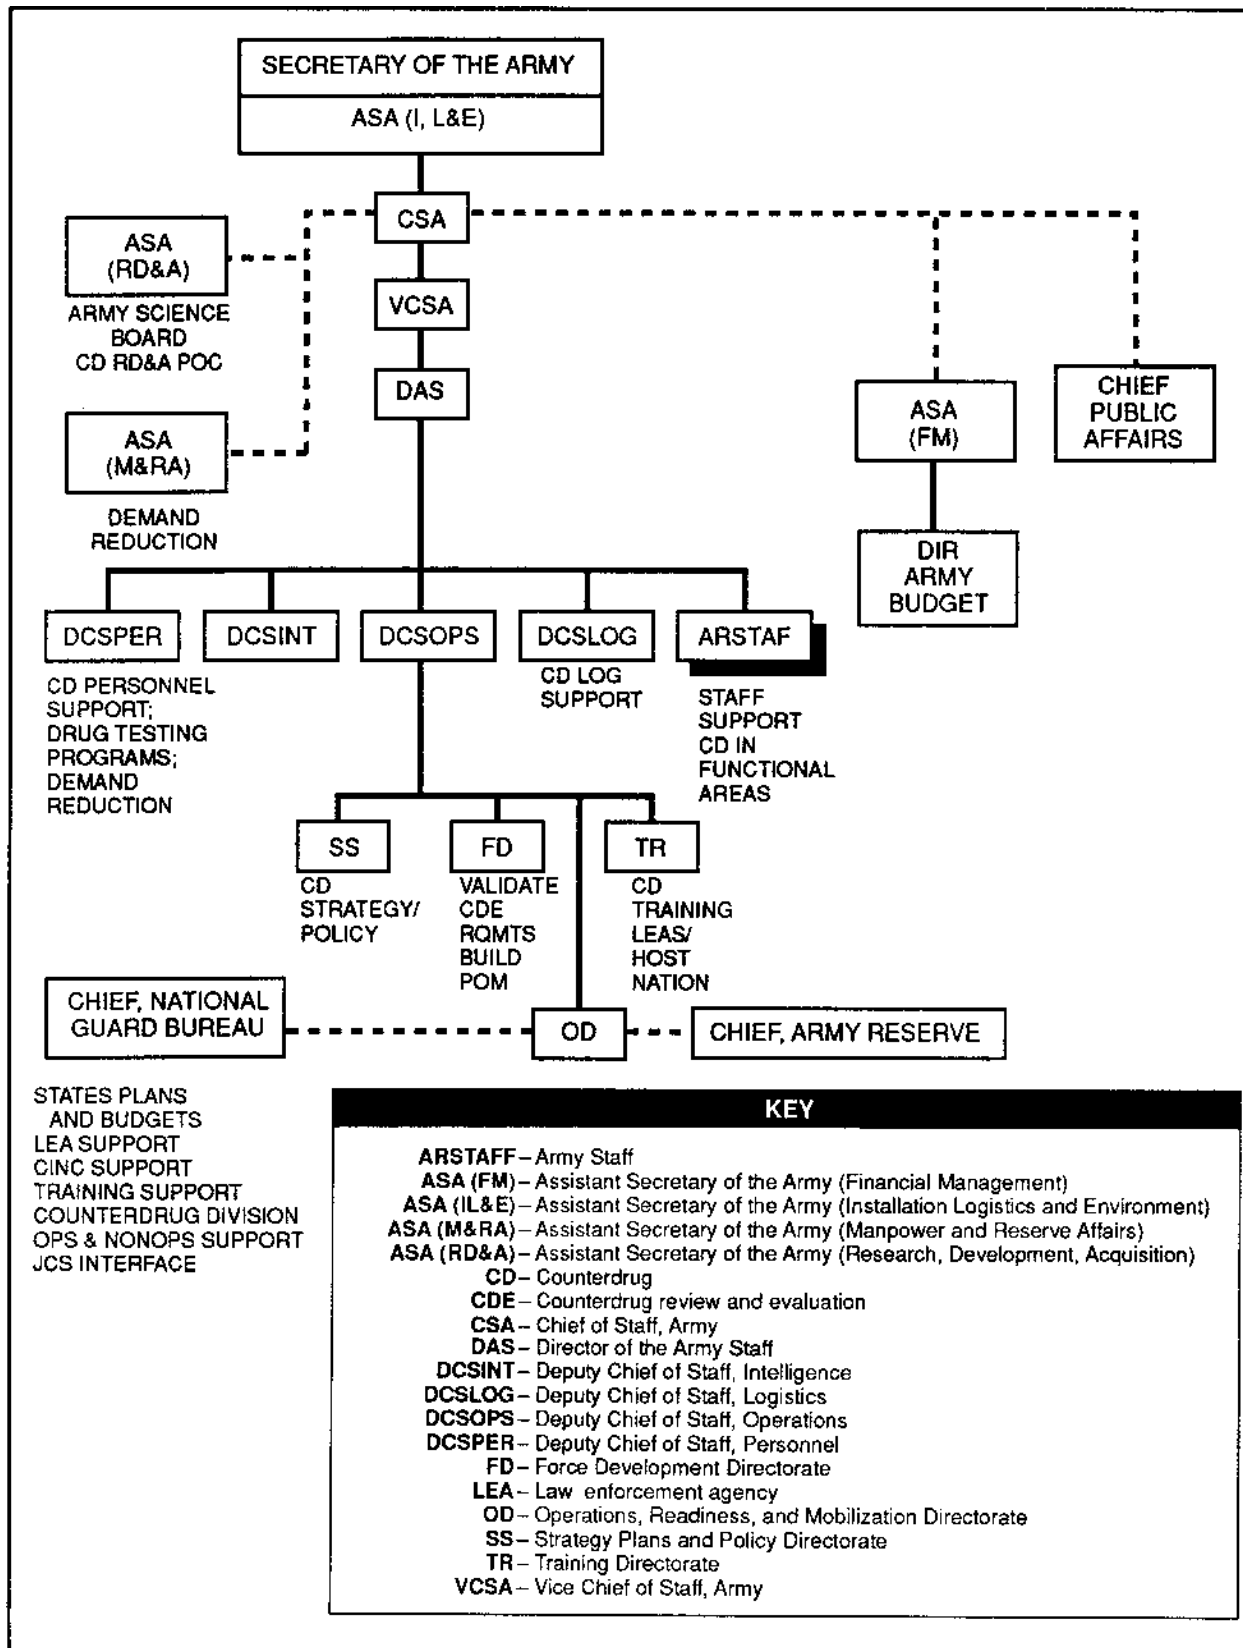 SECRETARY OF THE ARMY
ASA (I, L&E)
CSA
ASA
(RD&A)
ARMY SCIENCE
BOARD
CD RD&A POC
VCSA
DAS
ASA
(M&RA)
DEMAND
REDUCTION
ASA
(FM)
CHIEF
PUBLIC
AFFAIRS
DIR
ARMY
BUDGET
DCSPER
CD PERSONNEL
SUPPORT;
DRUG TESTING
PROGRAMS;
DEMAND
REDUCTION
DCSINT
DCSOPS
DCSLOG
CD LOG
SUPPORT
ARSTAF
STAFF
SUPPORT
CD IN
FUNCTIONAL
AREAS
SS
CD
STRATEGY/
POLICY
FD
VALIDATE
CDE
RQMTS
BUILD
POM
TR
CD
TRAINING
LEAS/
HOST
NATION
CHIEF, NATIONAL
GUARD BUREAU
OD
CHIEF, ARMY RESERVE
STATES PLANS
AND BUDGETS
LEA SUPPORT
CINC SUPPORT
TRAINING SUPPORT
COUNTERDRUG DIVISION
OPS & NONOPS SUPPORT
JCS INTERFACE
KEY
ARSTAFF – Army Staff
ASA (FM) – Assistant Secretary of the Army (Financial Management)
ASA (IL&E) – Assistant Secretary of the Army (Installation Logistics and Environment)
ASA (M&RA) – Assistant Secretary of the Army (Manpower and Reserve Affairs)
ASA (RD&A) – Assistant Secretary of the Army (Research, Development, Acquisition)
CD – Counterdrug
CDE – Counterdrug review and evaluation
CSA – Chief of Staff, Army
DAS – Director of the Army Staff
DCSINT – Deputy Chief of Staff, Intelligence
DCSLOG – Deputy Chief of Staff, Logistics
DCSOPS – Deputy Chief of Staff, Operations
DCSPER – Deputy Chief of Staff, Personnel
FD – Force Development Directorate
LEA – Law enforcement agency
OD – Operations, Readiness, and Mobilization Directorate
SS – Strategy Plans and Policy Directorate
TR – Training Directorate
VCSA – Vice Chief of Staff, Army